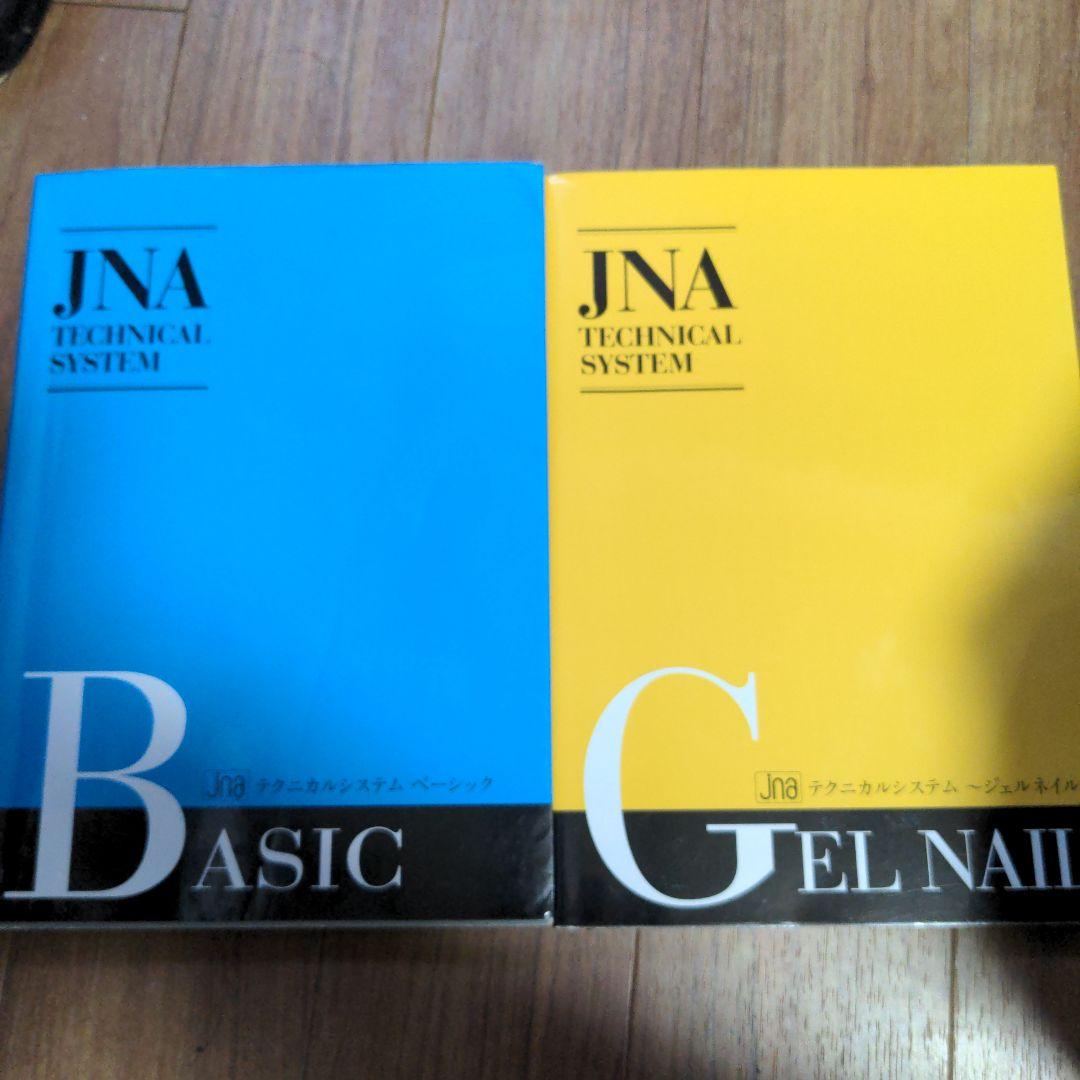 JNA
TECHNICAL
SYSTEM
Jna テクニカルシステム ベーシック
BASIC
JNA
TECHNICAL
SYSTEM
Jna テクニカルシステム ～ジェルネイル
GEL NAIL